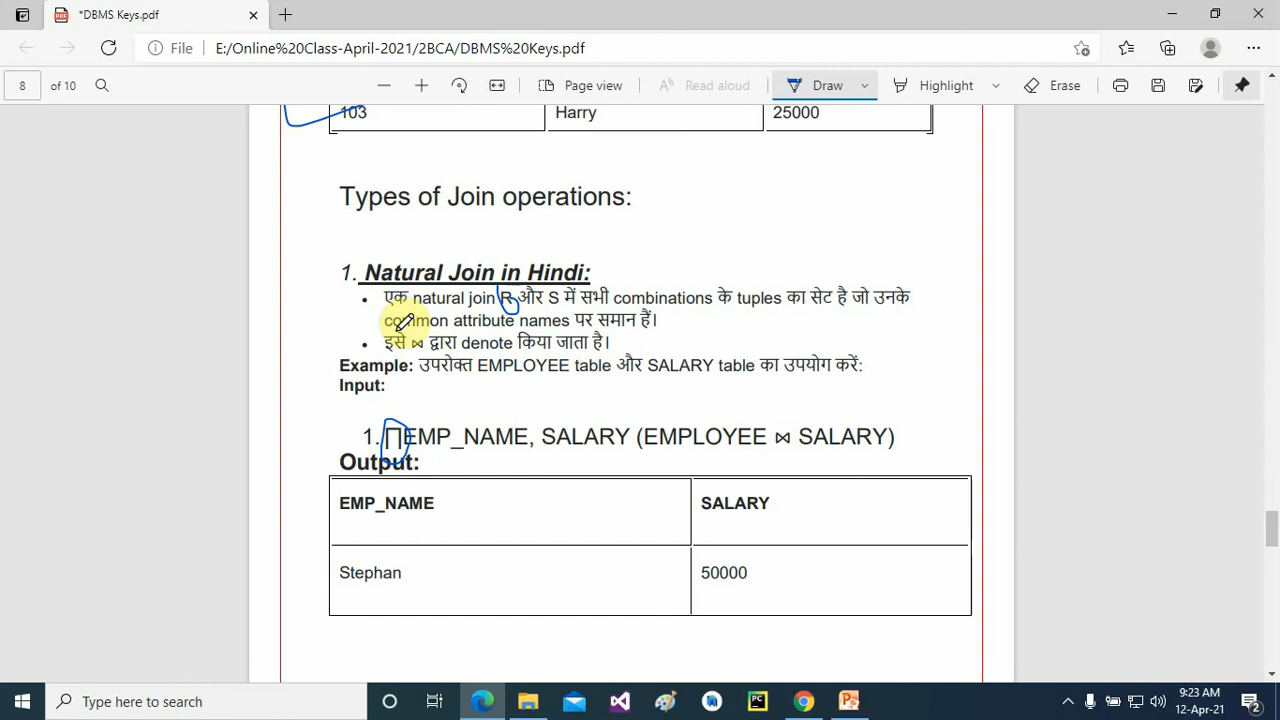 *DBMS Keys.pdf
File E:/Online%20Class-April-2021/2BCA/DBMS%20Keys.pdf
8 of 10 Page view Read aloud Draw Highlight Erase
103 Harry 25000
Types of Join operations:
1. Natural Join in Hindi:
• एक natural join R और S में सभी combinations के tuples का सेट है जो उनके
common attribute names पर समान हैं।
• इसे ⋈ द्वारा denote किया जाता है।
Example: उपरोक्त EMPLOYEE table और SALARY table का उपयोग करें:
Input:
1. ∏EMP_NAME, SALARY (EMPLOYEE ⋈ SALARY)
Output:
EMP_NAME SALARY
Stephan 50000
Type here to search
9:23 AM
12-Apr-21
2